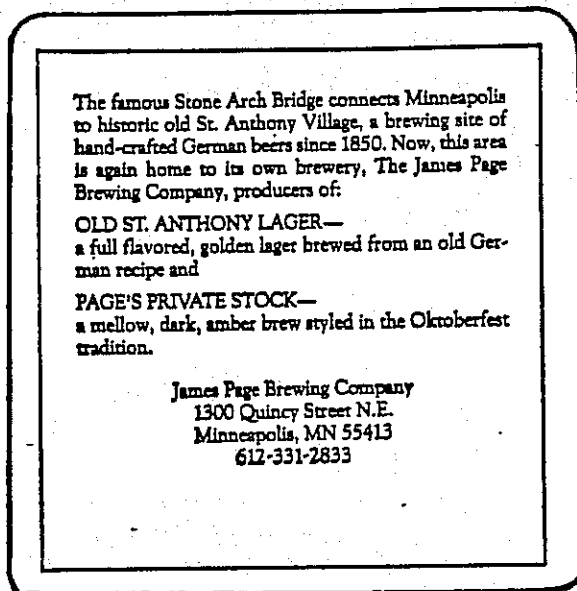 The famous Stone Arch Bridge connects Minneapolis
to historic old St. Anthony Village, a brewing site of
hand-crafted German beers since 1850. Now, this area
is again home to its own brewery, The James Page
Brewing Company, producers of:
OLD ST. ANTHONY LAGER—
a full flavored, golden lager brewed from an old Ger-
man recipe and
PAGE'S PRIVATE STOCK—
a mellow, dark, amber brew styled in the Oktoberfest
tradition.
James Page Brewing Company
1300 Quincy Street N.E.
Minneapolis, MN 55413
612-331-2833